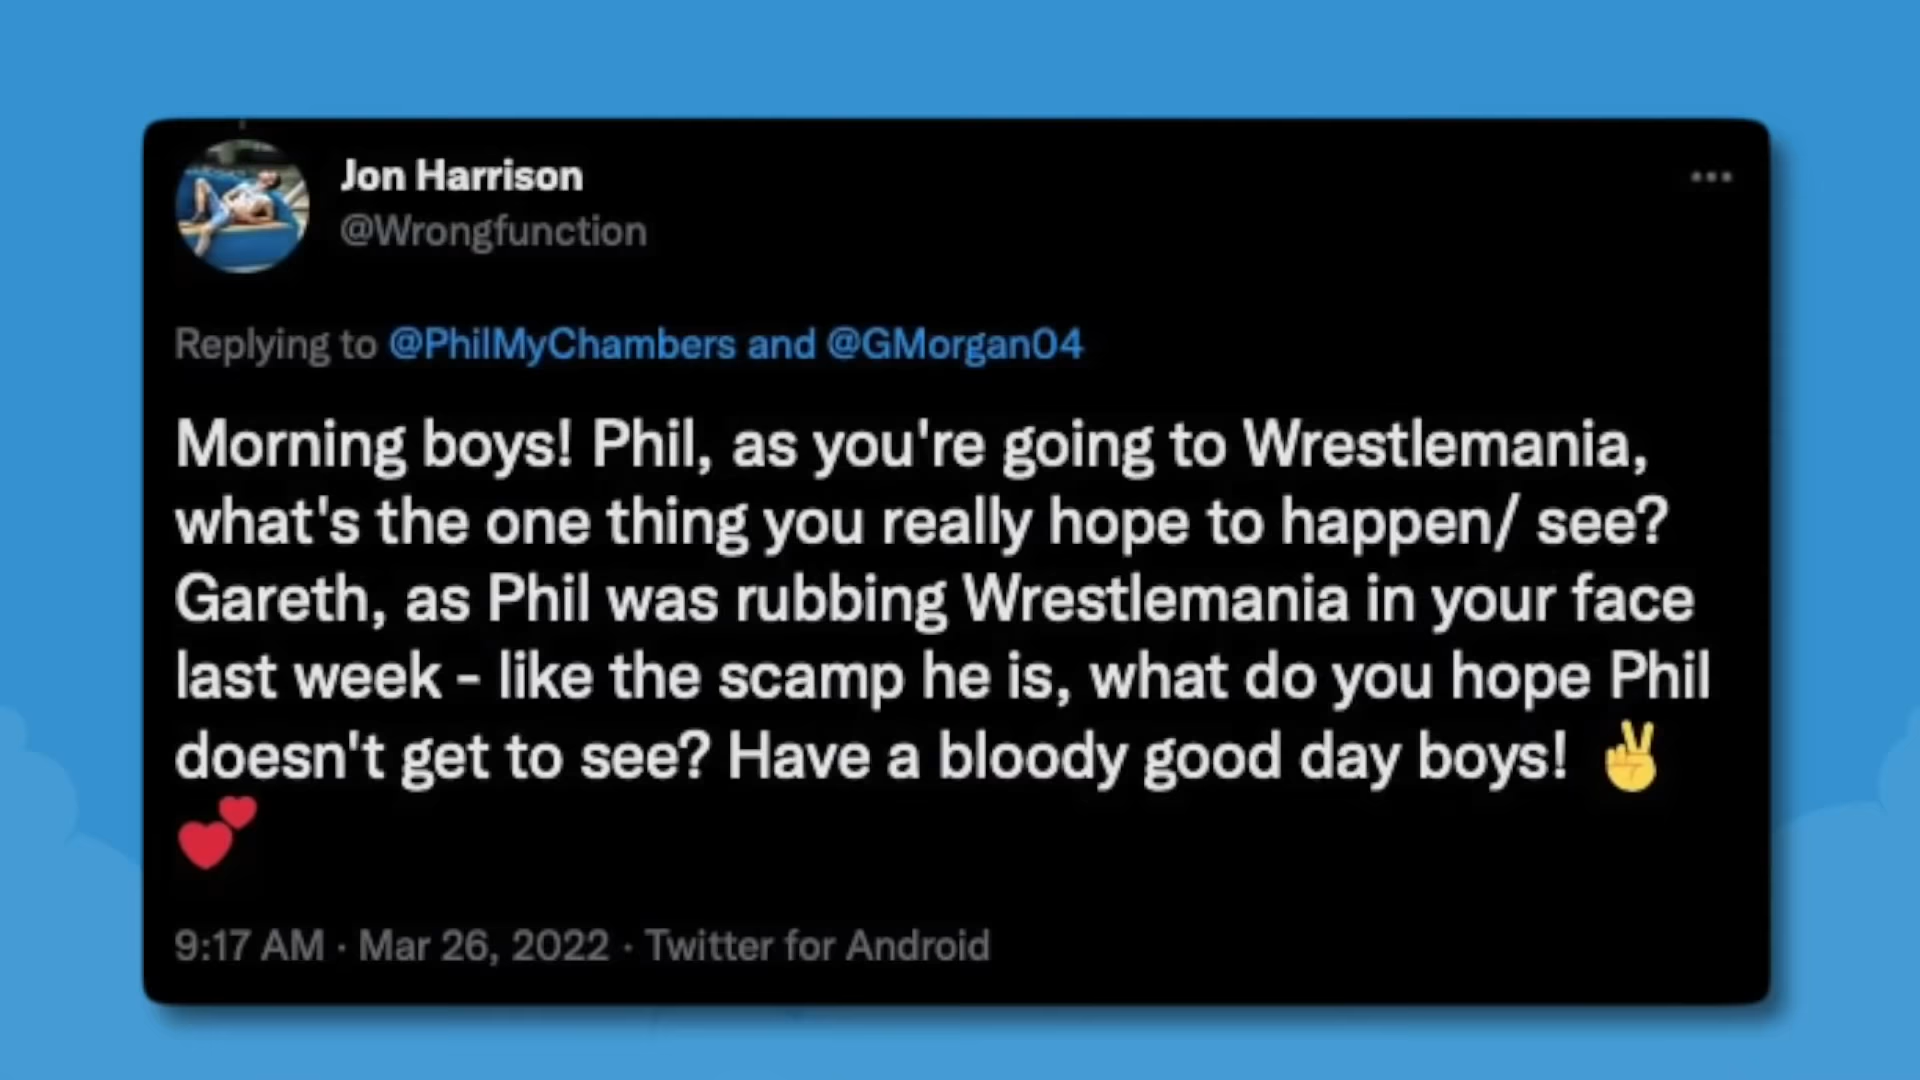 Jon Harrison
@Wrongfunction
Replying to @PhilMyChambers and @GMorgan04
Morning boys! Phil, as you're going to Wrestlemania,
what's the one thing you really hope to happen/ see?
Gareth, as Phil was rubbing Wrestlemania in your face
last week - like the scamp he is, what do you hope Phil
doesn't get to see? Have a bloody good day boys! ✌️
💕
9:17 AM · Mar 26, 2022 · Twitter for Android